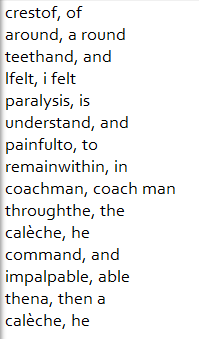 crestof, of
around, a round
teethand, and
lfelt, i felt
paralysis, is
understand, and
painfulto, to
remainwithin, in
coachman, coach man
throughthe, the
calèche, he
command, and
impalpable, able
thena, then a
calèche, he